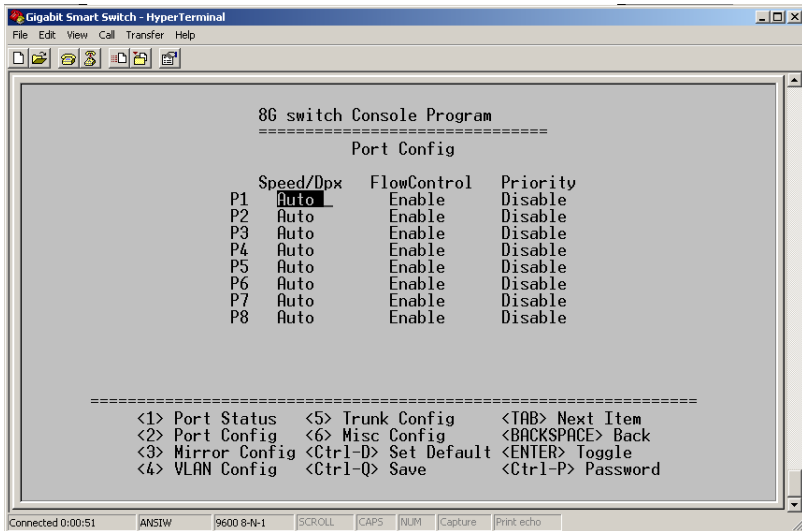 Gigabit Smart Switch - HyperTerminal
File Edit View Call Transfer Help
8G switch Console Program
===============================
Port Config
Speed/Dpx FlowControl Priority
P1 Auto _ Enable Disable
P2 Auto Enable Disable
P3 Auto Enable Disable
P4 Auto Enable Disable
P5 Auto Enable Disable
P6 Auto Enable Disable
P7 Auto Enable Disable
P8 Auto Enable Disable
=================================================================
<1> Port Status <5> Trunk Config <TAB> Next Item
<2> Port Config <6> Misc Config <BACKSPACE> Back
<3> Mirror Config <Ctrl-D> Set Default <ENTER> Toggle
<4> VLAN Config <Ctrl-Q> Save <Ctrl-P> Password
Connected 0:00:51 ANSIW 9600 8-N-1 SCROLL CAPS NUM Capture Print echo